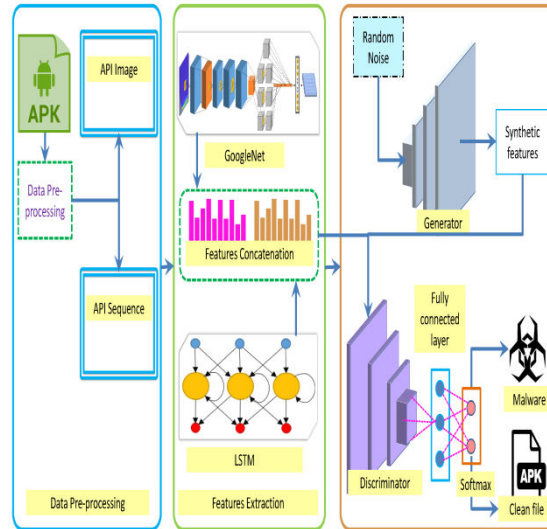 APK
Data Pre-
processing
API Image
API Sequence
Data Pre-processing
GoogleNet
Features Concatenation
LSTM
Features Extraction
Random
Noise
Generator
Synthetic
features
Fully
connected
layer
Discriminator
Softmax
Malware
APK
Clean file